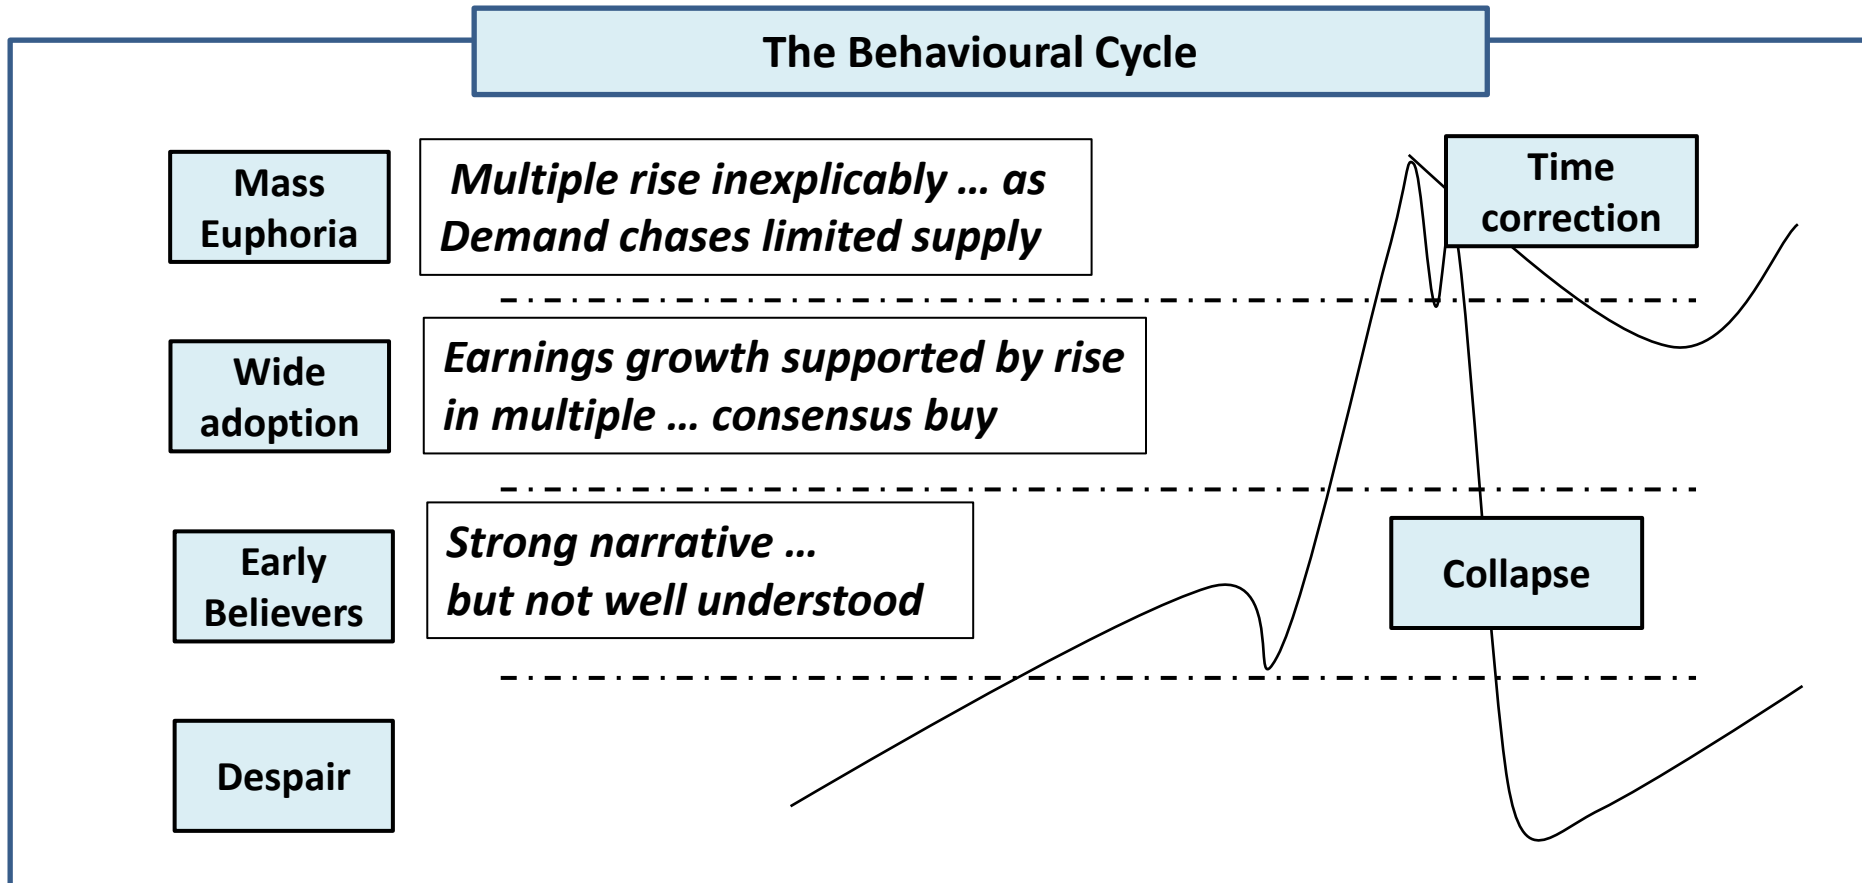 The Behavioural Cycle
Mass
Euphoria
Multiple rise inexplicably … as
Demand chases limited supply
Time
correction
Wide
adoption
Earnings growth supported by rise
in multiple … consensus buy
Early
Believers
Strong narrative …
but not well understood
Collapse
Despair